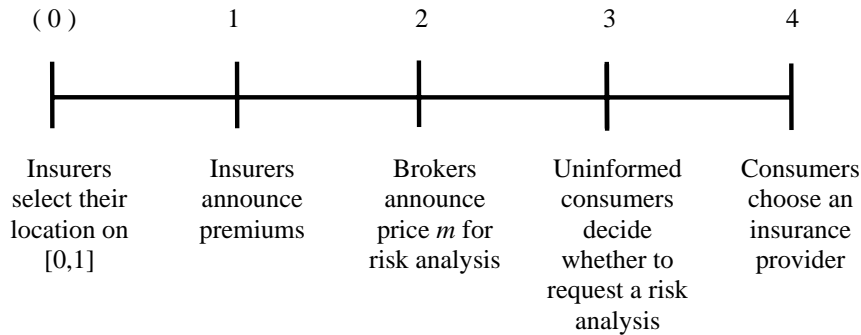 ( 0 ) 1 2 3 4
Insurers
select their
location on
[0,1]
Insurers
announce
premiums
Brokers
announce
price m for
risk analysis
Uninformed
consumers
decide
whether to
request a risk
analysis
Consumers
choose an
insurance
provider